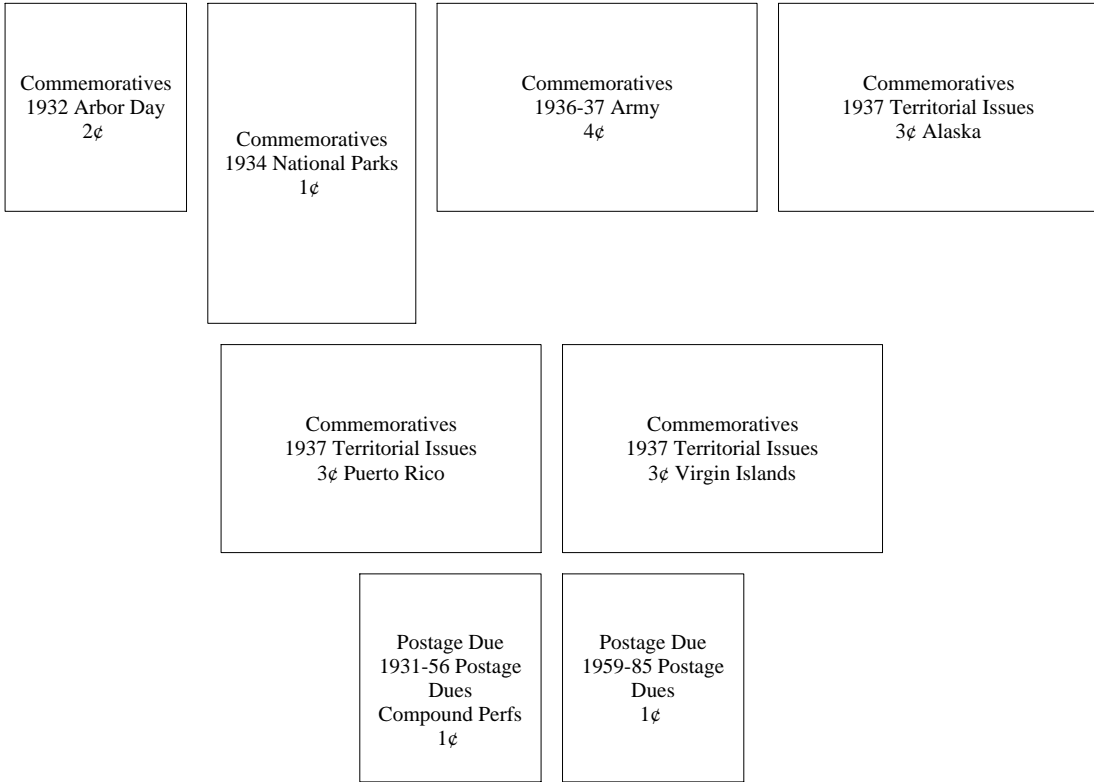 Commemoratives
1932 Arbor Day
2¢
Commemoratives
1934 National Parks
1¢
Commemoratives
1936-37 Army
4¢
Commemoratives
1937 Territorial Issues
3¢ Alaska
Commemoratives
1937 Territorial Issues
3¢ Puerto Rico
Commemoratives
1937 Territorial Issues
3¢ Virgin Islands
Postage Due
1931-56 Postage
Dues
Compound Perfs
1¢
Postage Due
1959-85 Postage
Dues
1¢